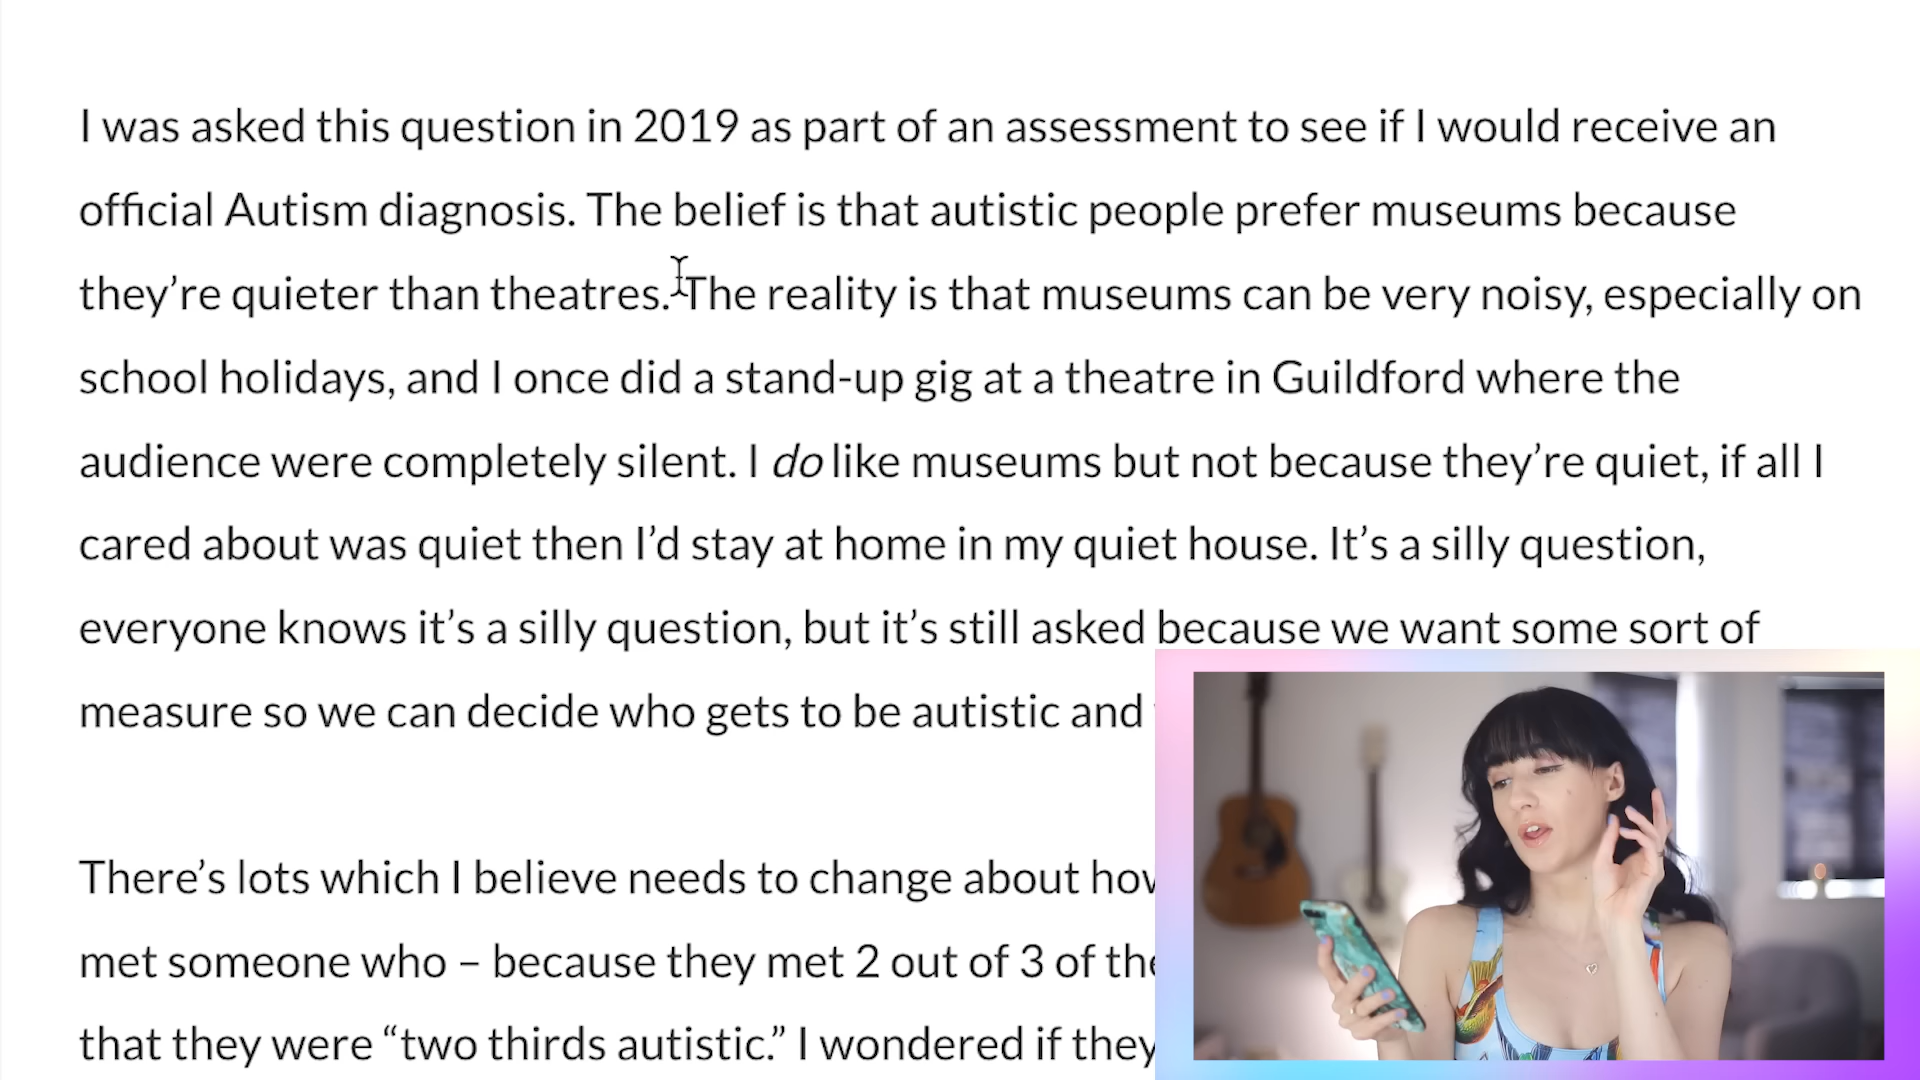 I was asked this question in 2019 as part of an assessment to see if I would receive an
official Autism diagnosis. The belief is that autistic people prefer museums because
they’re quieter than theatres. The reality is that museums can be very noisy, especially on
school holidays, and I once did a stand-up gig at a theatre in Guildford where the
audience were completely silent. I do like museums but not because they’re quiet, if all I
cared about was quiet then I’d stay at home in my quiet house. It’s a silly question,
everyone knows it’s a silly question, but it’s still asked because we want some sort of
measure so we can decide who gets to be autistic and
There’s lots which I believe needs to change about
met someone who – because they met 2 out of 3 of
that they were “two thirds autistic.” I wondered if they